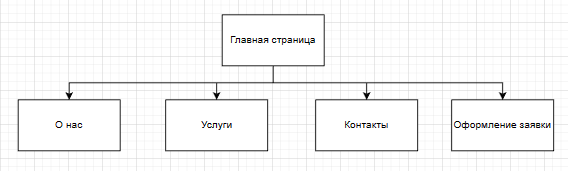 Главная страница
О нас
Услуги
Контакты
Оформление заявки